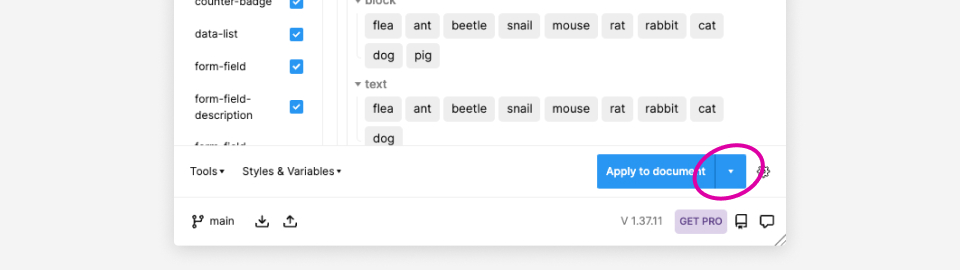 counter-badge
data-list
form-field
form-field-
description
block
flea ant beetle snail mouse rat rabbit cat
dog pig
text
flea ant beetle snail mouse rat rabbit cat
dog
Tools Styles & Variables Apply to document
main V 1.37.11 GET PRO